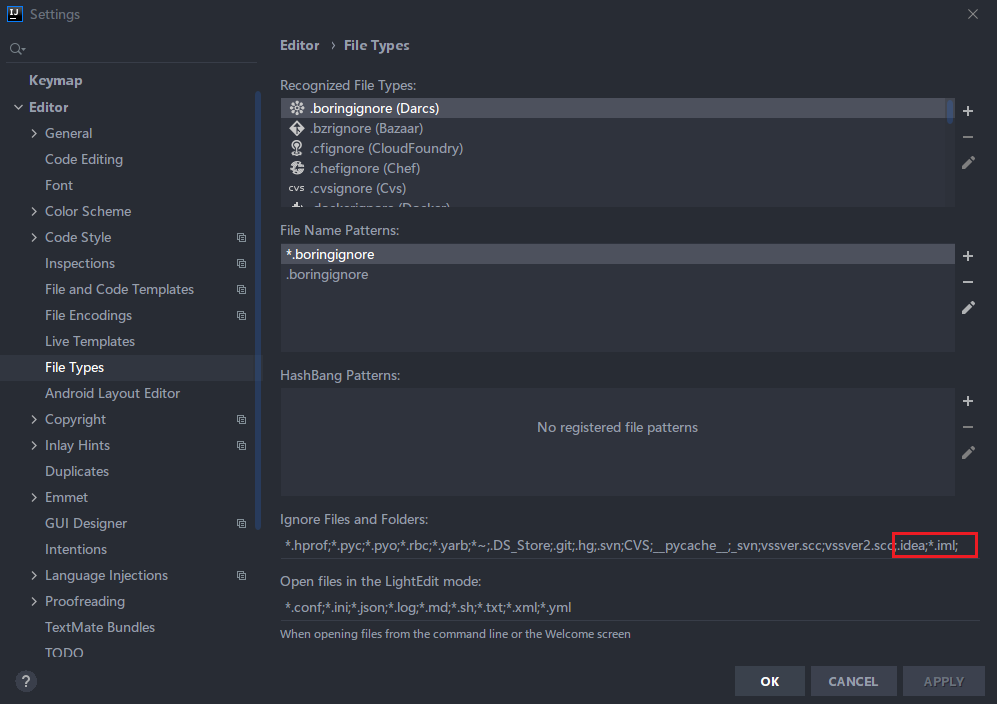 Settings
Keymap
Editor
General
Code Editing
Font
Color Scheme
Code Style
Inspections
File and Code Templates
File Encodings
Live Templates
File Types
Android Layout Editor
Copyright
Inlay Hints
Duplicates
Emmet
GUI Designer
Intentions
Language Injections
Proofreading
TextMate Bundles
TODO
Editor › File Types
Recognized File Types:
.boringignore (Darcs)
.bzrignore (Bazaar)
.cfignore (CloudFoundry)
.chefignore (Chef)
cvs .cvsignore (Cvs)
.dockerignore (Docker)
File Name Patterns:
*.boringignore
.boringignore
HashBang Patterns:
No registered file patterns
Ignore Files and Folders:
*.hprof;*.pyc;*.pyo;*.rbc;*.yarb;*~;.DS_Store;.git;.hg;.svn;CVS;__pycache__;_svn;vssver.scc;vssver2.scc;.idea;*.iml;
Open files in the LightEdit mode:
*.conf;*.ini;*.json;*.log;*.md;*.sh;*.txt;*.xml;*.yml
When opening files from the command line or the Welcome screen
? OK CANCEL APPLY